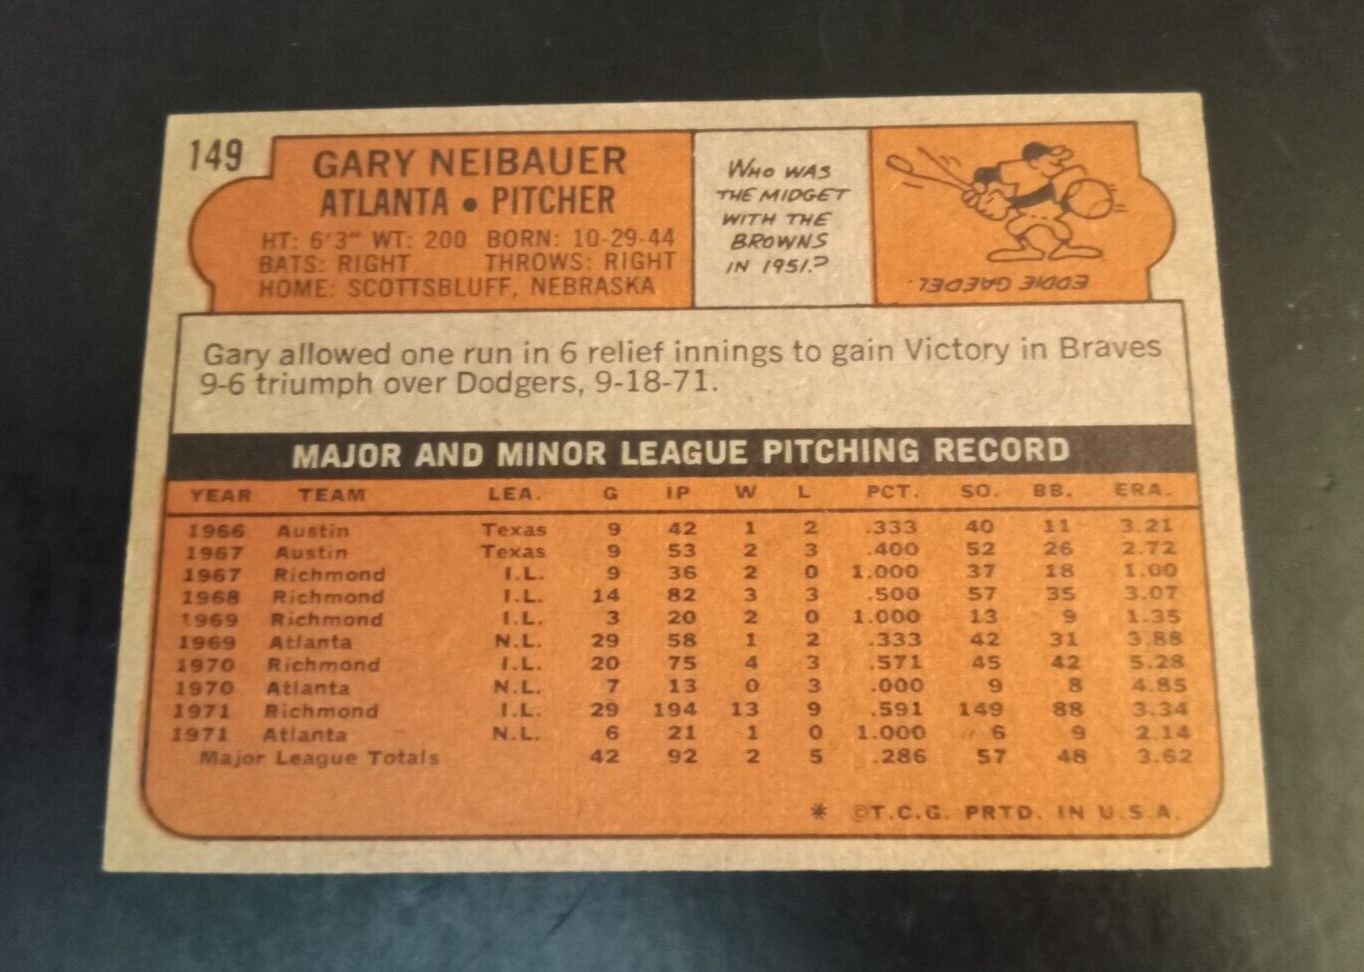 149
GARY NEIBAUER
ATLANTA • PITCHER
HT: 6'3" WT: 200 BORN: 10-29-44
BATS: RIGHT THROWS: RIGHT
HOME: SCOTTSBLUFF, NEBRASKA
WHO WAS
THE MIDGET
WITH THE
BROWNS
IN 1951?
EDDIE GAEDEL
Gary allowed one run in 6 relief innings to gain Victory in Braves
9-6 triumph over Dodgers, 9-18-71.
MAJOR AND MINOR LEAGUE PITCHING RECORD
YEAR TEAM LEA. G IP W L PCT. SO. BB. ERA.
1966 Austin Texas 9 42 1 2 .333 40 11 3.21
1967 Austin Texas 9 53 2 3 .400 52 26 2.72
1967 Richmond I.L. 9 36 2 0 1.000 37 18 1.00
1968 Richmond I.L. 14 82 3 3 .500 57 35 3.07
1969 Richmond I.L. 3 20 2 0 1.000 13 9 1.35
1969 Atlanta N.L. 29 58 1 2 .333 42 31 3.88
1970 Richmond I.L. 20 75 4 3 .571 45 42 5.28
1970 Atlanta N.L. 7 13 0 3 .000 9 8 4.85
1971 Richmond I.L. 29 194 13 9 .591 149 88 3.34
1971 Atlanta N.L. 6 21 1 0 1.000 6 9 2.14
Major League Totals 42 92 2 5 .286 57 48 3.62
* ©T.C.G. PRTD. IN U.S.A.